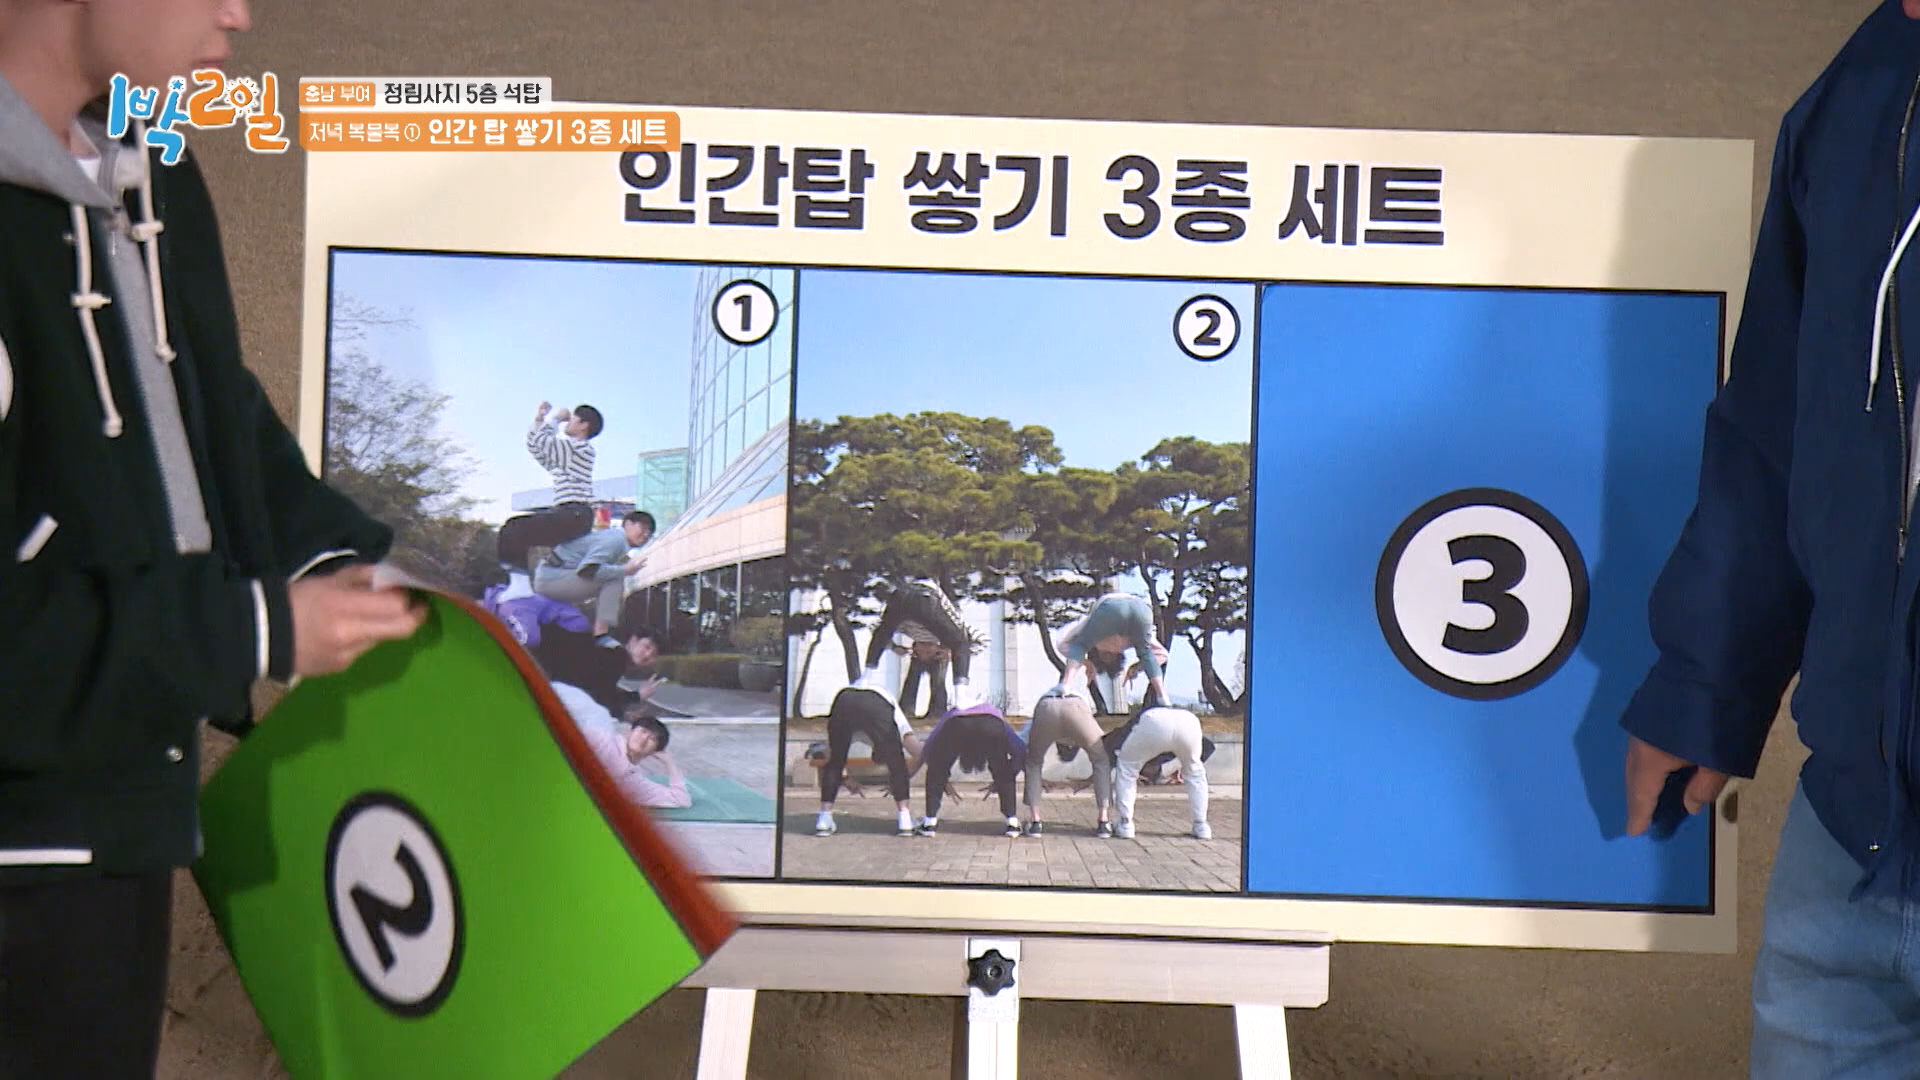 1박2일
충남 부여 정림사지 5층 석탑
저녁 복불복 ① 인간 탑 쌓기 3종 세트
인간탑 쌓기 3종 세트
1
2
3
2